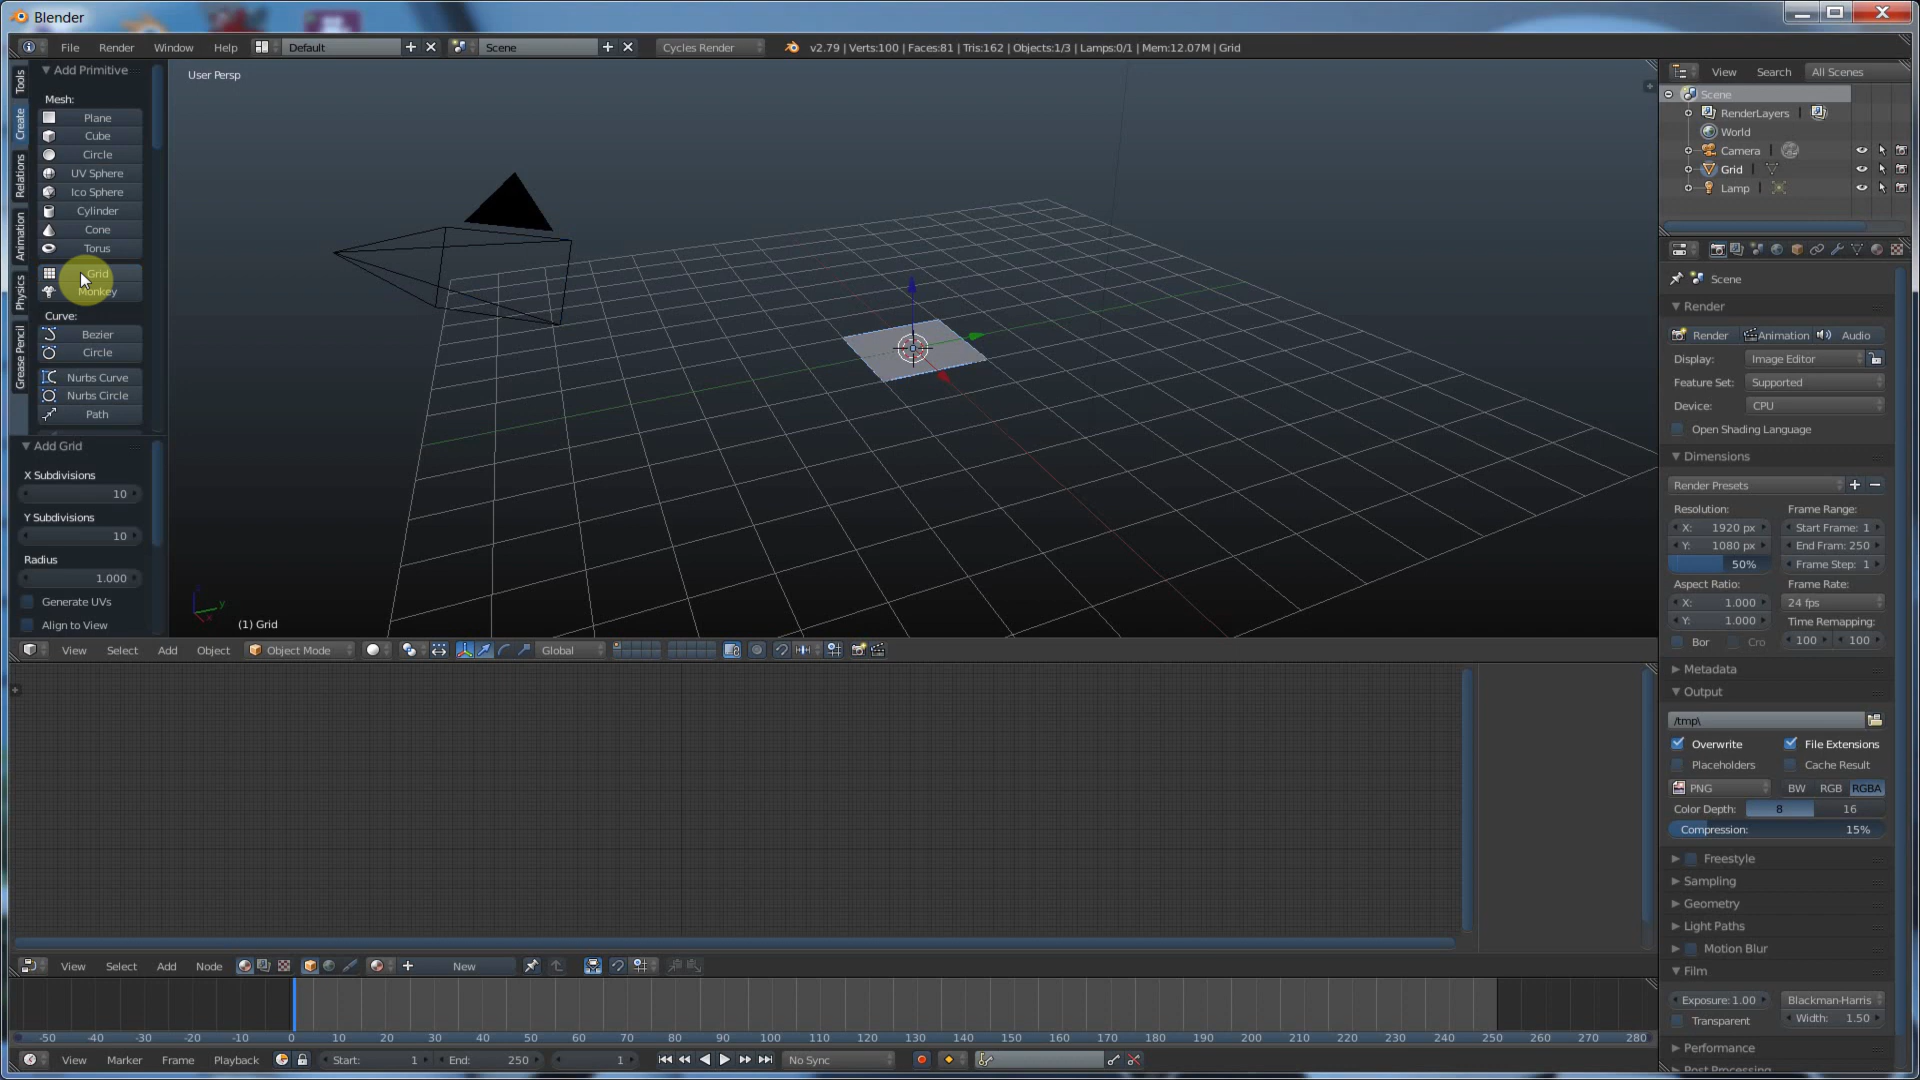 Blender
File Render Window Help Default Scene Cycles Render v2.79 | Verts:100 | Faces:81 | Tris:162 | Objects:1/3 | Lamps:0/1 | Mem:12.07M | Grid
Tools
Create
Relations
Animation
Physics
Grease Pencil
Add Primitive
Mesh:
Plane
Cube
Circle
UV Sphere
Ico Sphere
Cylinder
Cone
Torus
Grid
Monkey
Curve:
Bezier
Circle
Nurbs Curve
Nurbs Circle
Path
Add Grid
X Subdivisions
10
Y Subdivisions
10
Radius
1.000
Generate UVs
Align to View
User Persp
(1) Grid
View Select Add Object Object Mode Global
View Select Add Node New
-50 -40 -30 -20 -10 0 10 20 30 40 50 60 70 80 90 100 110 120 130 140 150 160 170 180 190 200 210 220 230 240 250 260 270 280
View Marker Frame Playback Start: 1 End: 250 1 No Sync
View Search All Scenes
Scene
RenderLayers
World
Camera
Grid
Lamp
Scene
Render
Render Animation Audio
Display: Image Editor
Feature Set: Supported
Device: CPU
Open Shading Language
Dimensions
Render Presets
Resolution: Frame Range:
X: 1920 px Start Frame: 1
Y: 1080 px End Fram: 250
50% Frame Step: 1
Aspect Ratio: Frame Rate:
X: 1.000 24 fps
Y: 1.000 Time Remapping:
Bor Cro 100 100
Metadata
Output
/tmp\
Overwrite File Extensions
Placeholders Cache Result
PNG BW RGB RGBA
Color Depth: 8 16
Compression: 15%
Freestyle
Sampling
Geometry
Light Paths
Motion Blur
Film
Exposure: 1.00 Blackman-Harris
Transparent Width: 1.50
Performance
Post Processing